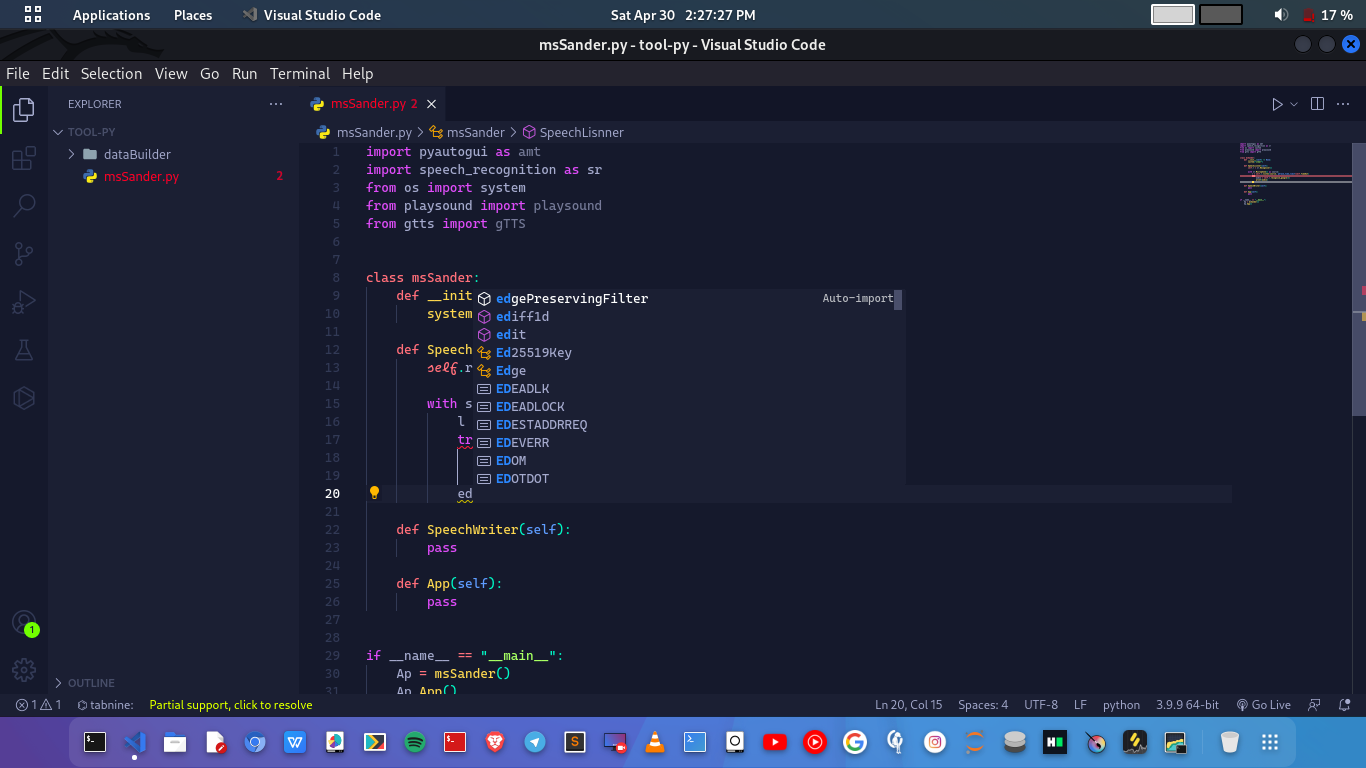 Applications Places Visual Studio Code Sat Apr 30 2:27:27 PM 17 %
msSander.py - tool-py - Visual Studio Code
File Edit Selection View Go Run Terminal Help
EXPLORER
TOOL-PY
dataBuilder
msSander.py 2
OUTLINE
1
msSander.py 2
msSander.py > msSander > SpeechLisnner
1 import pyautogui as amt
2 import speech_recognition as sr
3 from os import system
4 from playsound import playsound
5 from gtts import gTTS
6
7
8 class msSander:
9 def __init
10 system
11
12 def Speech
13 self.r
14
15 with s
16 l
17 tr
18
19
20 ed
21
22 def SpeechWriter(self):
23 pass
24
25 def App(self):
26 pass
27
28
29 if __name__ == "__main__":
30 Ap = msSander()
31 Ap.App()
edgePreservingFilter Auto-import
ediff1d
edit
Ed25519Key
Edge
EDEADLK
EDEADLOCK
EDESTADDRREQ
EDEVERR
EDOM
EDOTDOT
1 1 tabnine: Partial support, click to resolve Ln 20, Col 15 Spaces: 4 UTF-8 LF python 3.9.9 64-bit Go Live